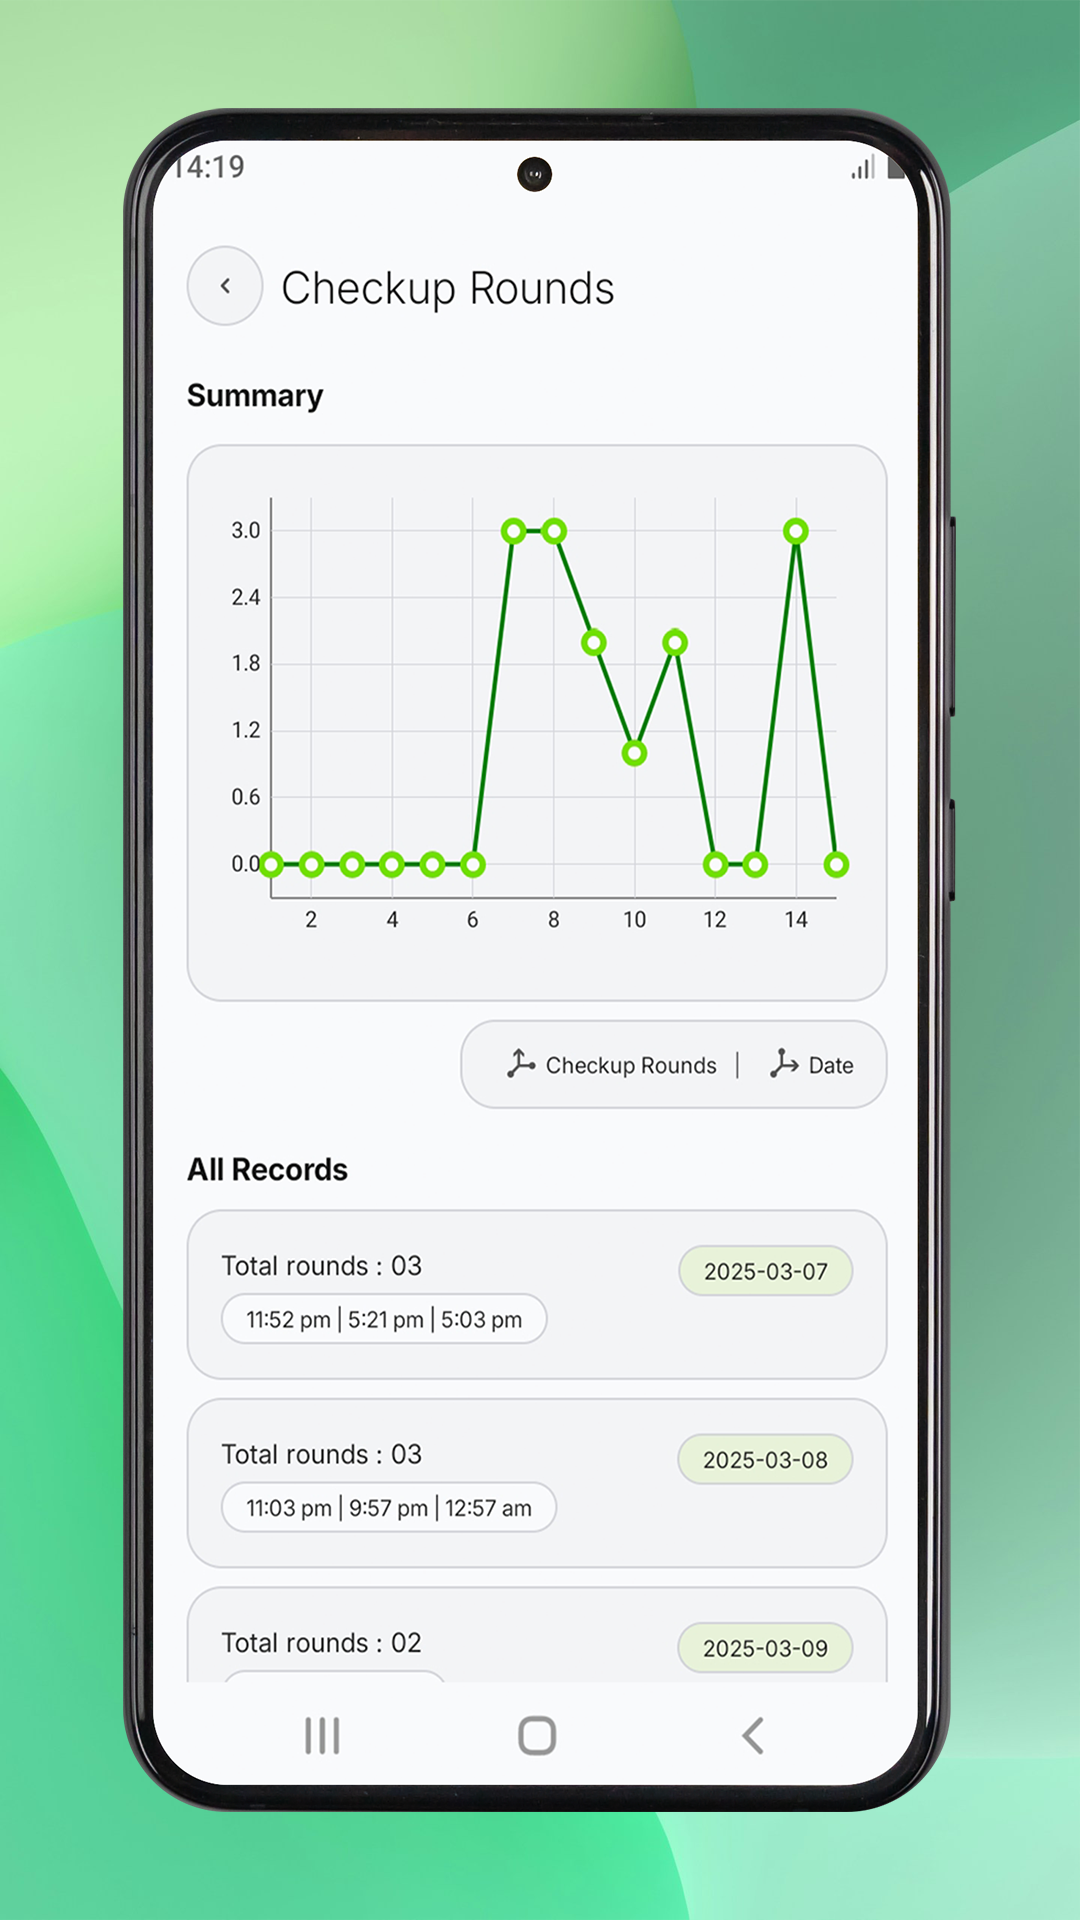 14:19
Checkup Rounds
Summary
3.0
2.4
1.8
1.2
0.6
0.0
2 4 6 8 10 12 14
Checkup Rounds | Date
All Records
Total rounds : 03
2025-03-07
11:52 pm | 5:21 pm | 5:03 pm
Total rounds : 03
2025-03-08
11:03 pm | 9:57 pm | 12:57 am
Total rounds : 02
2025-03-09